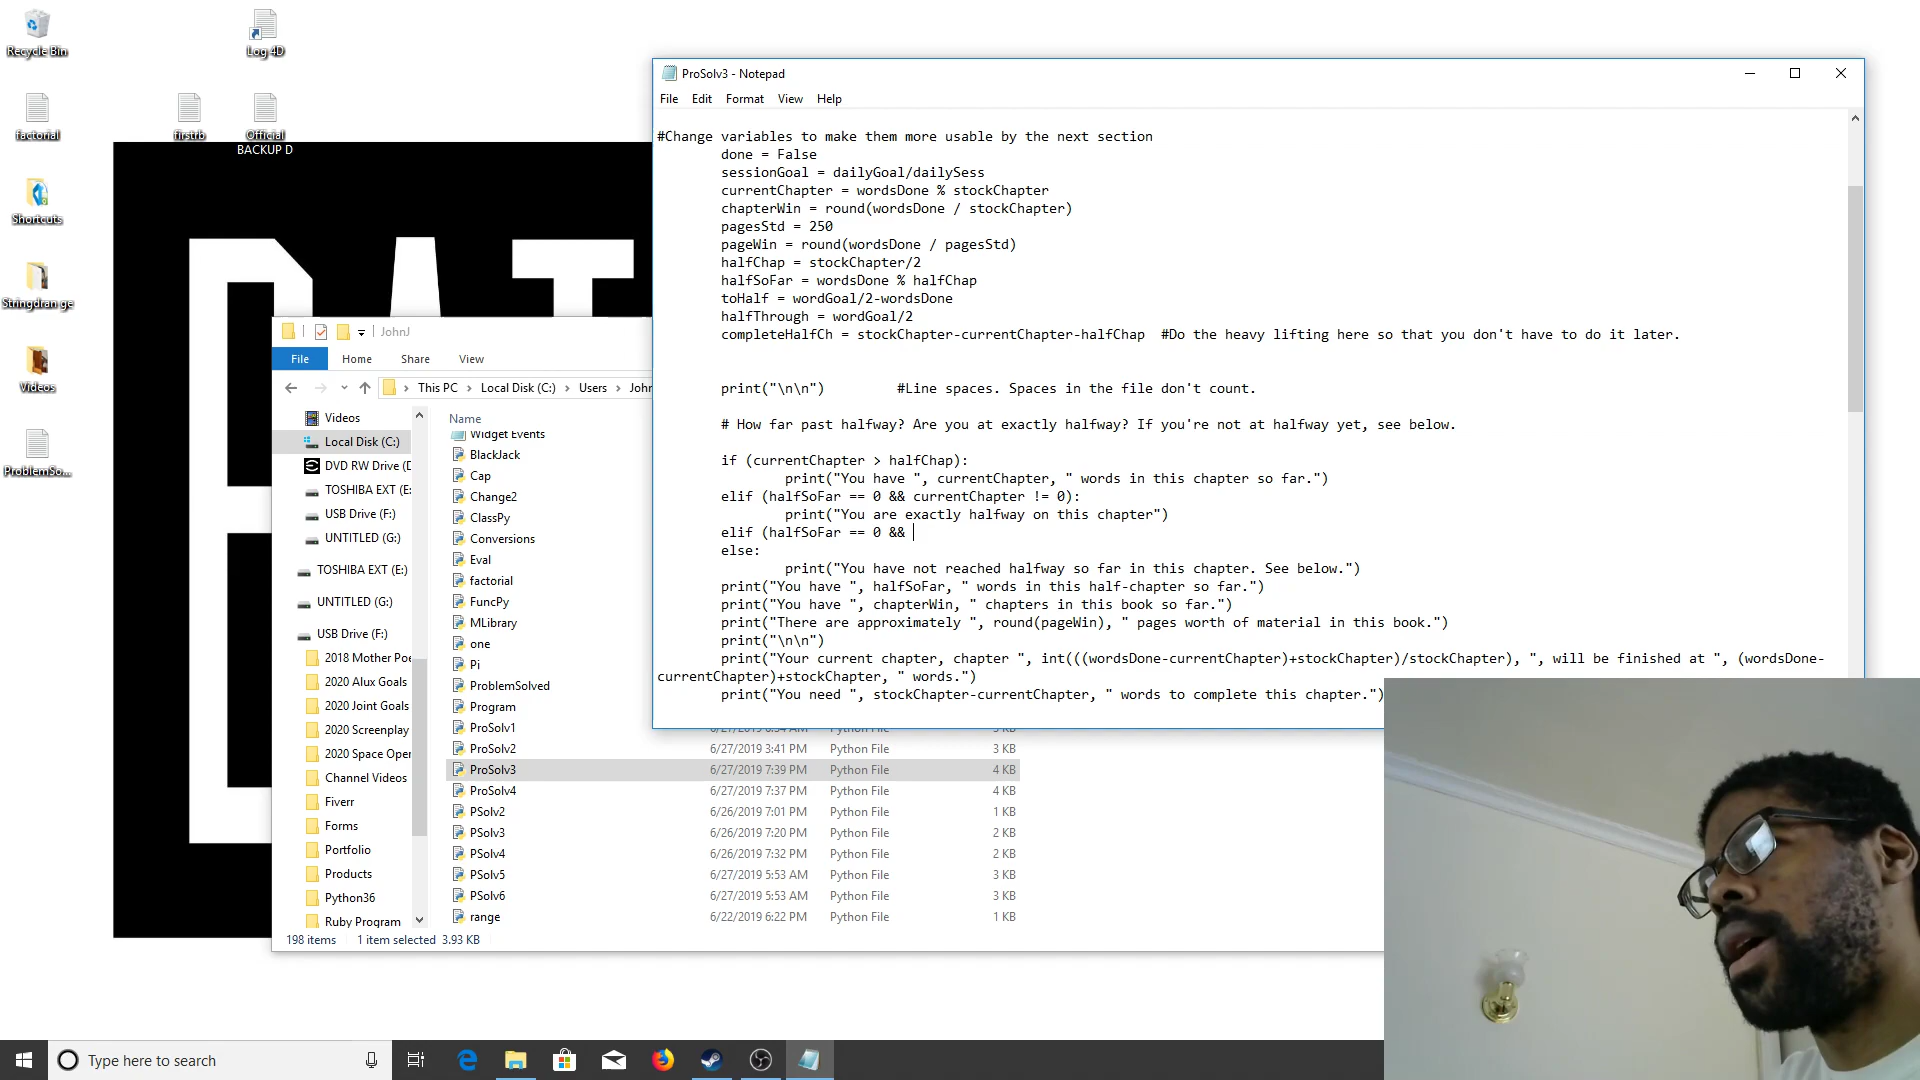 Recycle Bin
Log 4D
factorial
firstrb
Official
BACKUP D
Shortcuts
Stringdran ge
Videos
ProblemSo...
ProSolv3 - Notepad
File Edit Format View Help
#Change variables to make them more usable by the next section
done = False
sessionGoal = dailyGoal/dailySess
currentChapter = wordsDone % stockChapter
chapterWin = round(wordsDone / stockChapter)
pagesStd = 250
pageWin = round(wordsDone / pagesStd)
halfChap = stockChapter/2
halfSoFar = wordsDone % halfChap
toHalf = wordGoal/2-wordsDone
halfThrough = wordGoal/2
completeHalfCh = stockChapter-currentChapter-halfChap #Do the heavy lifting here so that you don't have to do it later.
print("\n\n") #Line spaces. Spaces in the file don't count.
# How far past halfway? Are you at exactly halfway? If you're not at halfway yet, see below.
if (currentChapter > halfChap):
print("You have ", currentChapter, " words in this chapter so far.")
elif (halfSoFar == 0 && currentChapter != 0):
print("You are exactly halfway on this chapter")
elif (halfSoFar == 0 &&
else:
print("You have not reached halfway so far in this chapter. See below.")
print("You have ", halfSoFar, " words in this half-chapter so far.")
print("You have ", chapterWin, " chapters in this book so far.")
print("There are approximately ", round(pageWin), " pages worth of material in this book.")
print("\n\n")
print("Your current chapter, chapter ", int(((wordsDone-currentChapter)+stockChapter)/stockChapter), ", will be finished at ", (wordsDone-
currentChapter)+stockChapter, " words.")
print("You need ", stockChapter-currentChapter, " words to complete this chapter.")
JohnJ
File Home Share View
This PC Local Disk (C:) Users John
Videos
Local Disk (C:)
DVD RW Drive (D
TOSHIBA EXT (E:
USB Drive (F:)
UNTITLED (G:)
TOSHIBA EXT (E:)
UNTITLED (G:)
USB Drive (F:)
2018 Mother Poe
2020 Alux Goals
2020 Joint Goals
2020 Screenplay
2020 Space Oper
Channel Videos
Fiverr
Forms
Portfolio
Products
Python36
Ruby Program
Name
Widget Events
BlackJack
Cap
Change2
ClassPy
Conversions
Eval
factorial
FuncPy
MLibrary
one
Pi
ProblemSolved
Program
ProSolv1 6/27/2019 6:34 AM Python File 3 KB
ProSolv2 6/27/2019 3:41 PM Python File 3 KB
ProSolv3 6/27/2019 7:39 PM Python File 4 KB
ProSolv4 6/27/2019 7:37 PM Python File 4 KB
PSolv2 6/26/2019 7:01 PM Python File 1 KB
PSolv3 6/26/2019 7:20 PM Python File 2 KB
PSolv4 6/26/2019 7:32 PM Python File 2 KB
PSolv5 6/27/2019 5:53 AM Python File 3 KB
PSolv6 6/27/2019 5:53 AM Python File 3 KB
range 6/22/2019 6:22 PM Python File 1 KB
198 items 1 item selected 3.93 KB
Type here to search